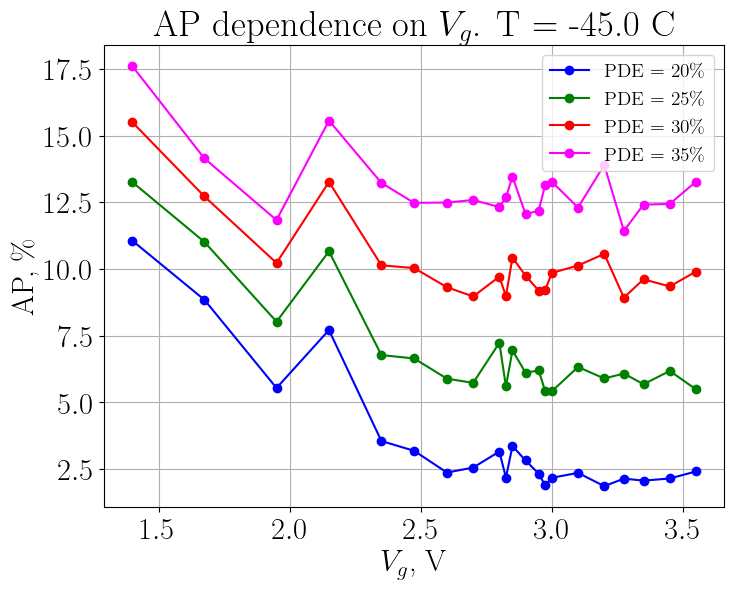 AP dependence on V_g. T = -45.0 C
PDE = 20%
PDE = 25%
PDE = 30%
PDE = 35%
AP, %
17.5
15.0
12.5
10.0
7.5
5.0
2.5
1.5 2.0 2.5 3.0 3.5
V_g, V